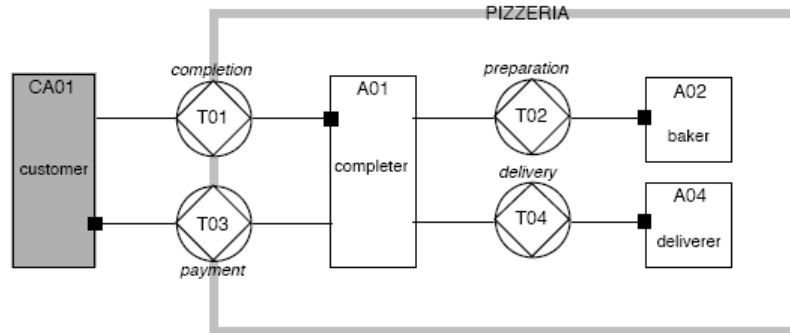 PIZZERIA
completion
preparation
CA01
A01
A02
T01
T02
baker
customer
completer
delivery
A04
T03
T04
deliverer
payment